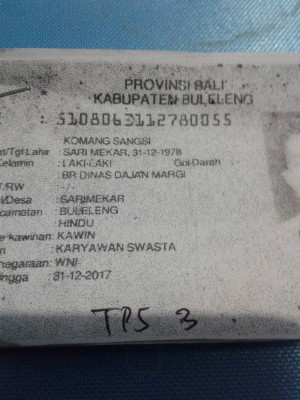 PROVINSI BALI
KABUPATEN BULELENG
: 5108063112780055
: KOMANG SANGSI
at/Tgl Lahir : SARI MEKAR, 31-12-1978
Kelamin : LAKI-LAKI Gol-Darah
: BR DINAS DAJAN MARGI
T/RW : -
l/Desa : SARIMEKAR
camatan : BULELENG
: HINDU
kawinan: KAWIN
n : KARYAWAN SWASTA
negaraan: WNI
ingga : 31-12-2017
TPS 3